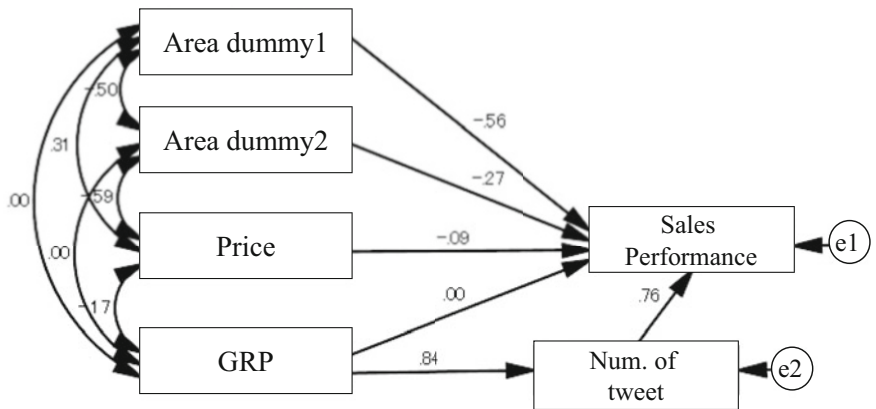 Area dummy1
-.50
-.56
Area dummy2
.31
-.27
-.59
.00
Sales
Performance
e1
Price
-.09
.00
-.17
.00
.76
GRP
.84
Num. of
tweet
e2